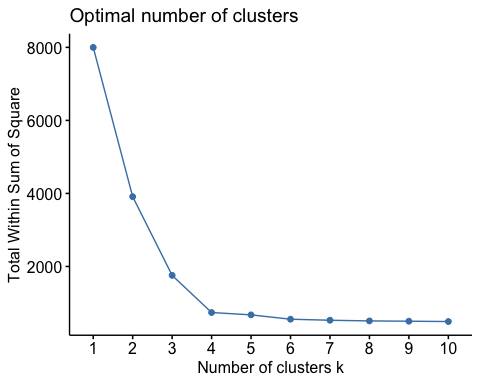 Optimal number of clusters
Total Within Sum of Square
8000
6000
4000
2000
1 2 3 4 5 6 7 8 9 10
Number of clusters k